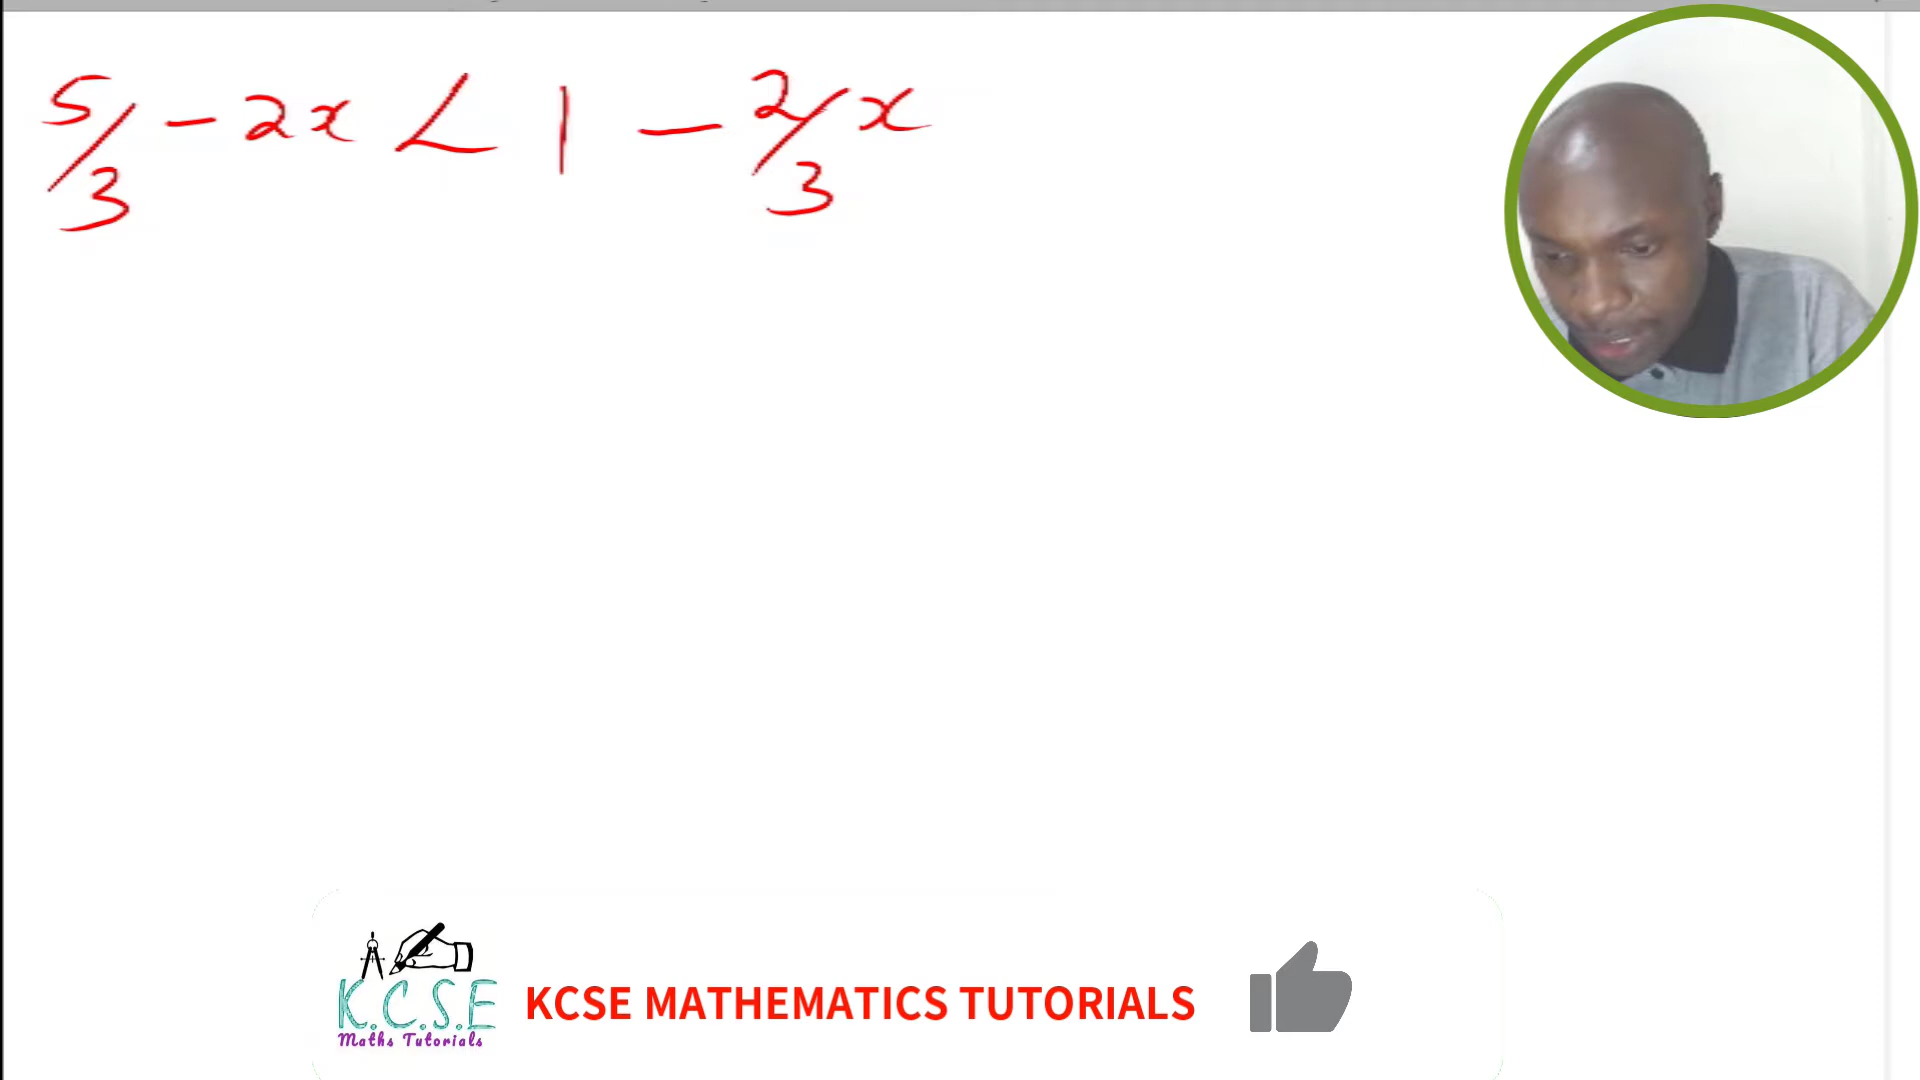 5/3 - 2x < 1 - 2/3 x
K.C.S.E
Maths Tutorials
KCSE MATHEMATICS TUTORIALS